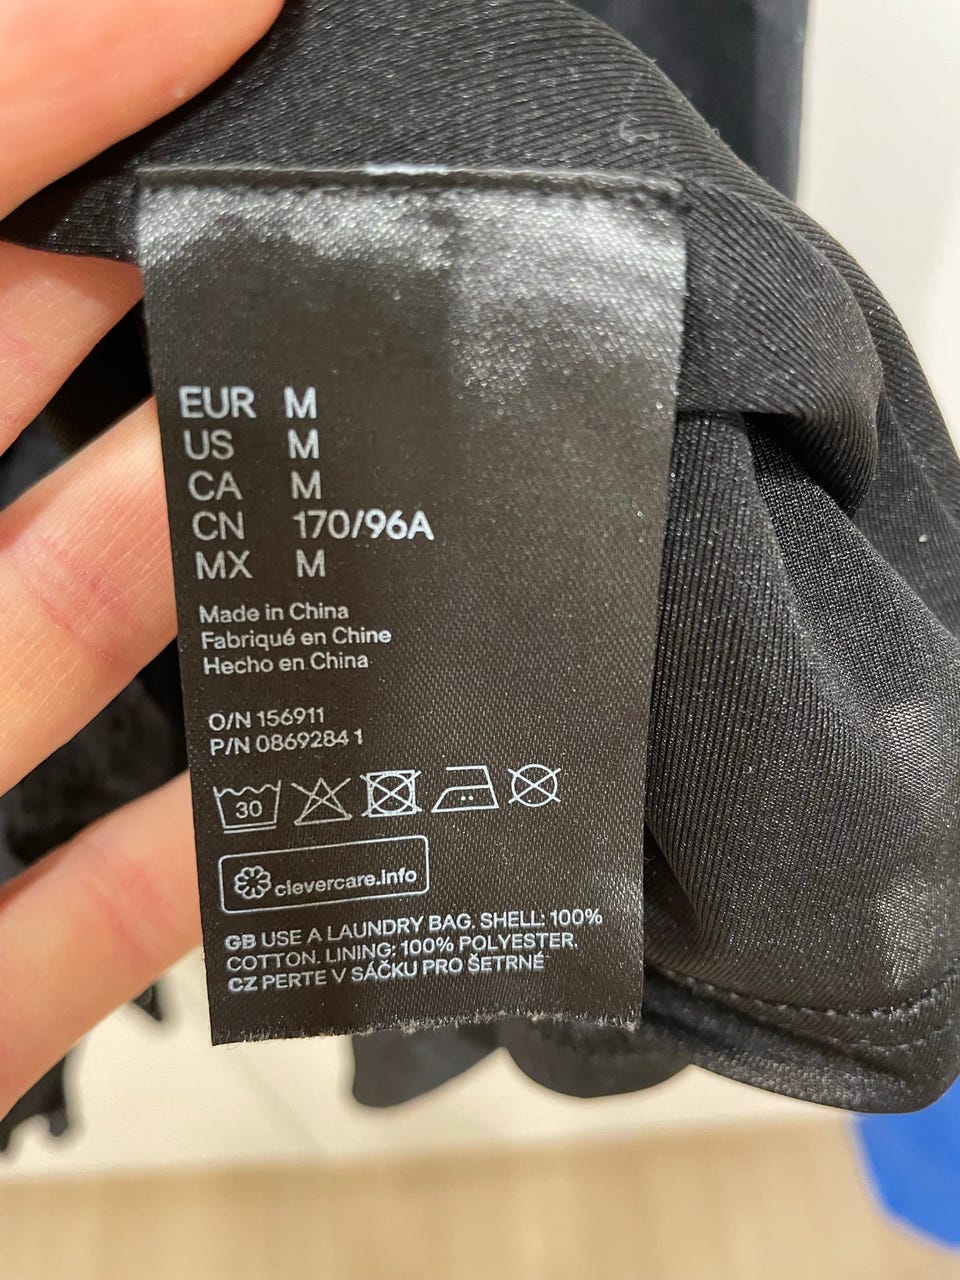 EUR M
US M
CA M
CN 170/96A
MX M
Made in China
Fabriqué en Chine
Hecho en China
O/N 156911
P/N 0869284 1
30
clevercare.info
GB USE A LAUNDRY BAG. SHELL: 100%
COTTON. LINING: 100% POLYESTER.
CZ PERTE V SÁČKU PRO ŠETRNÉ